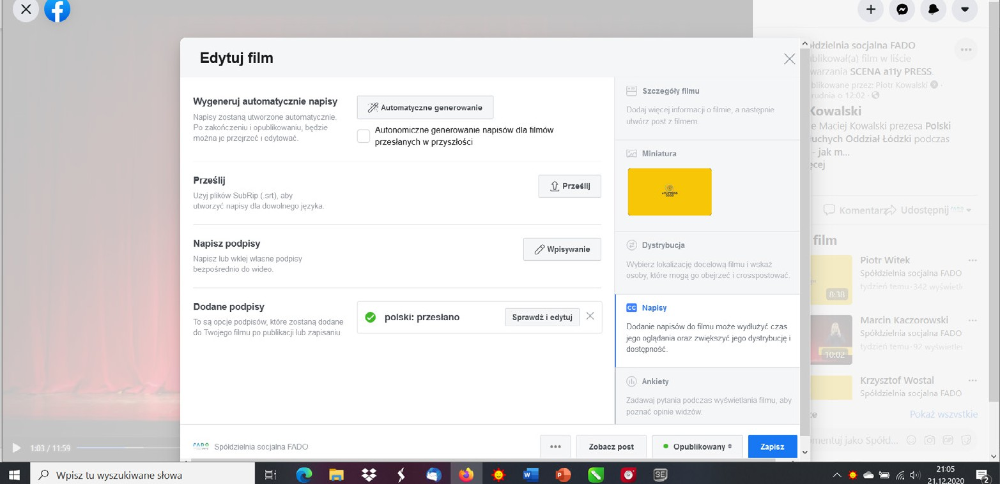 Edytuj film
Wygeneruj automatycznie napisy
Napisy zostaną utworzone automatycznie.
Po zakończeniu i opublikowaniu, będzie
można je przejrzeć i edytować.
Automatyczne generowanie
Autonomiczne generowanie napisów dla filmów
przesłanych w przyszłości
Prześlij
Użyj plików SubRip (.srt), aby
utworzyć napisy dla dowolnego języka.
Prześlij
Napisz podpisy
Napisz lub wklej własne podpisy
bezpośrednio do wideo.
Wpisywanie
Dodane podpisy
To są opcje podpisów, które zostaną dodane
do Twojego filmu po publikacji lub zapisaniu
polski: przesłano
Sprawdź i edytuj
Szczegóły filmu
Dodaj więcej informacji o filmie, a następnie
utwórz post z filmem.
Miniatura
2020
Dystrybucja
Wybierz lokalizację docelową filmu i wskaż
osoby, które mogą go obejrzeć i crosspostować.
CC Napisy
Dodanie napisów do filmu może wydłużyć czas
jego oglądania oraz zwiększyć jego dystrybucję i
dostępność.
Ankiety
Zadawaj pytania podczas wyświetlania filmu, aby
poznać opinie widzów.
FADO Spółdzielnia socjalna FADO
Zobacz post
Opublikowany
Zapisz
1:03 / 11:59
socjalna FADO
film w liście
SCENA a11y PRESS.
przez: Piotr Kowalski
o 12:02
Kowalski
Maciej Kowalski prezesa Polski
Oddział Łódzki podczas
- jak m...
Komentarz
Udostępnij
film
Piotr Witek
Spółdzielnia socjalna FADO
tydzień temu · 342
8:38
Marcin Kaczorowski
Spółdzielnia socjalna FADO
tydzień temu · 92
10:02
Krzysztof Wostal
Spółdzielnia socjalna FADO
Pokaż wszystkie
jako Spółd...
GIF
Wpisz tu wyszukiwane słowa
SE
21:05
21.12.2020
2